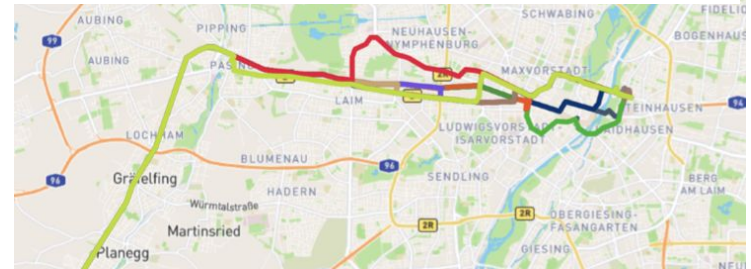 AUBING
PIPPING
SCHWABING
FIDELIO
99
NEUHAUSEN-
NYMPHENBURG
BOGENHAUS
AUBING
PASING
2R
MAXVORSTADT
LAIM
STEINHAUSEN
94
LOCHHAM
LUDWIGSVORSTADT
ISARVORSTADT
HAIDHAUSEN
BLUMENAU
96
96
Gräfelfing
HADERN
SENDLING
BERG
AM LAIM
Würmtalstraße
Martinsried
2R
2R
OBERGIESING-
FASANGARTEN
Planegg
GIESING
NEU